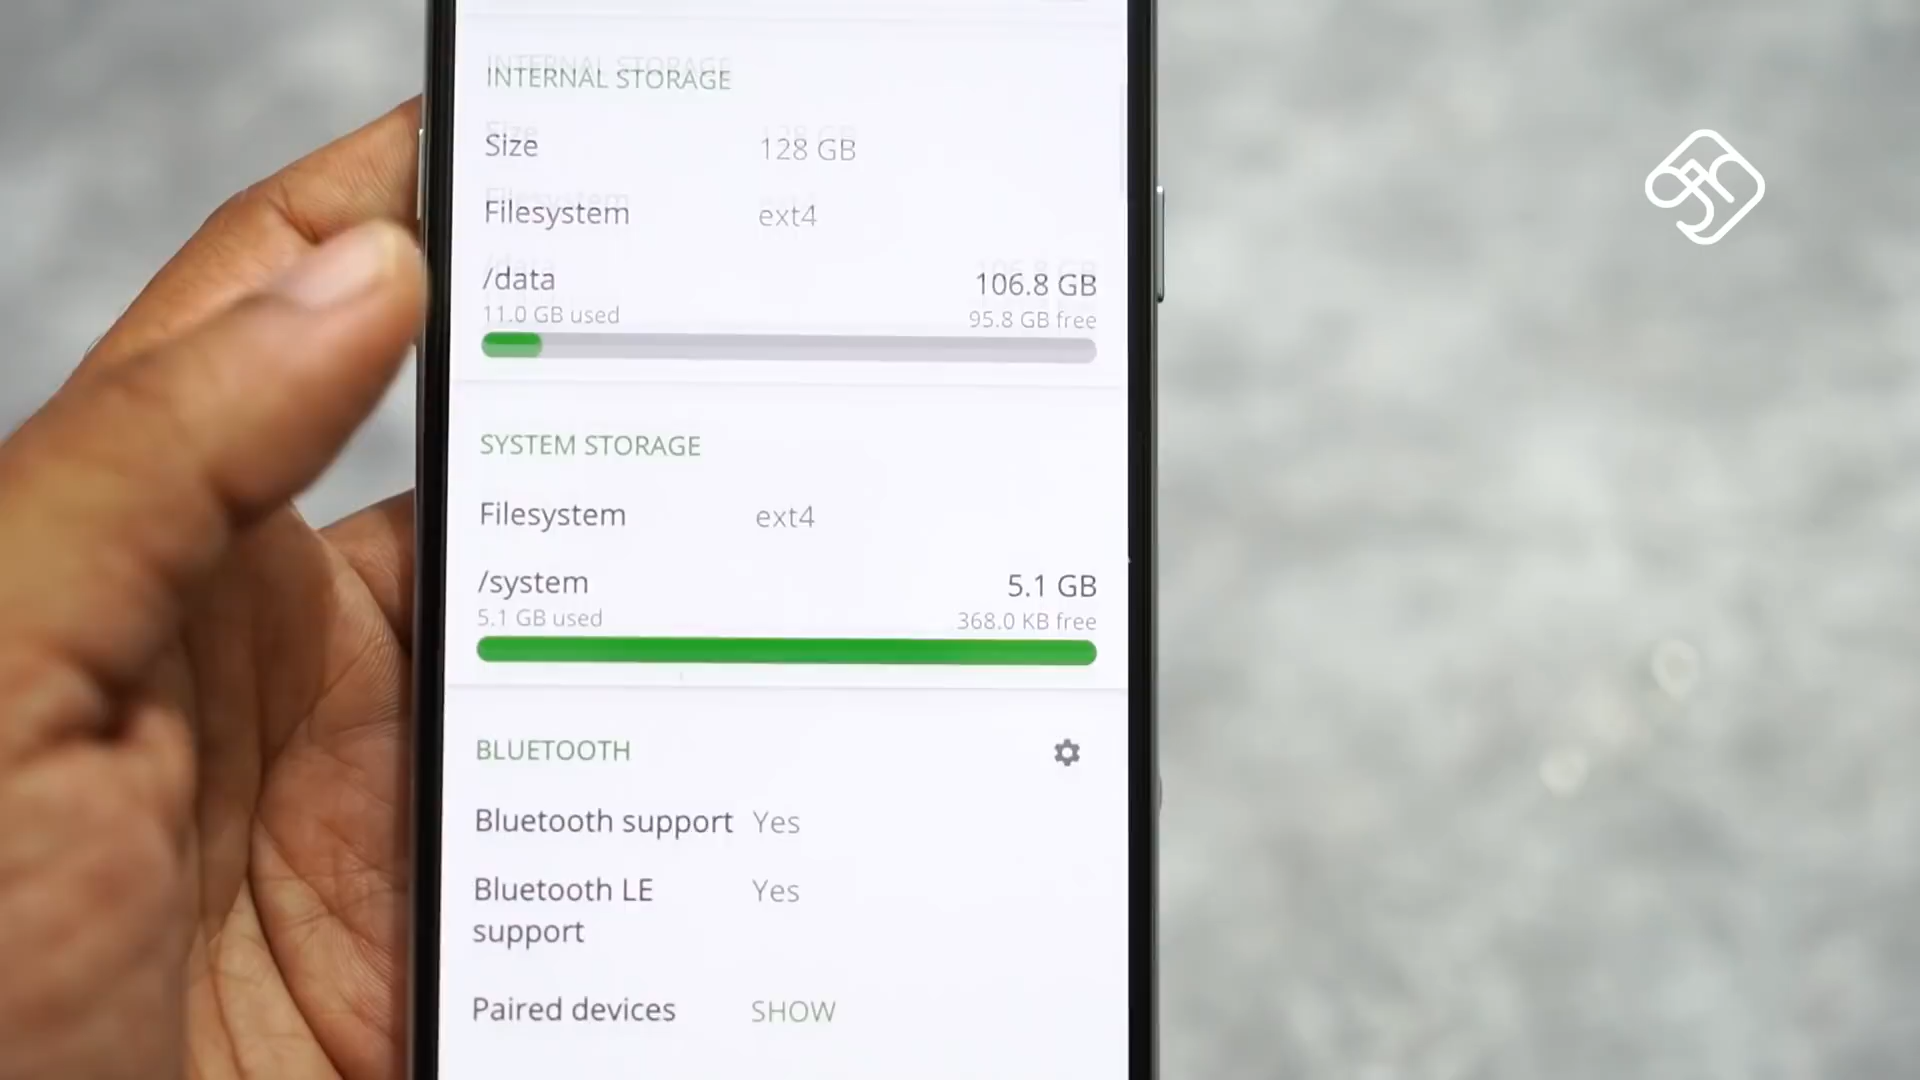 INTERNAL STORAGE
Size 128 GB
Filesystem ext4
/data 106.8 GB
11.0 GB used 95.8 GB free
SYSTEM STORAGE
Filesystem ext4
/system 5.1 GB
5.1 GB used 368.0 KB free
BLUETOOTH
Bluetooth support Yes
Bluetooth LE Yes
support
Paired devices SHOW